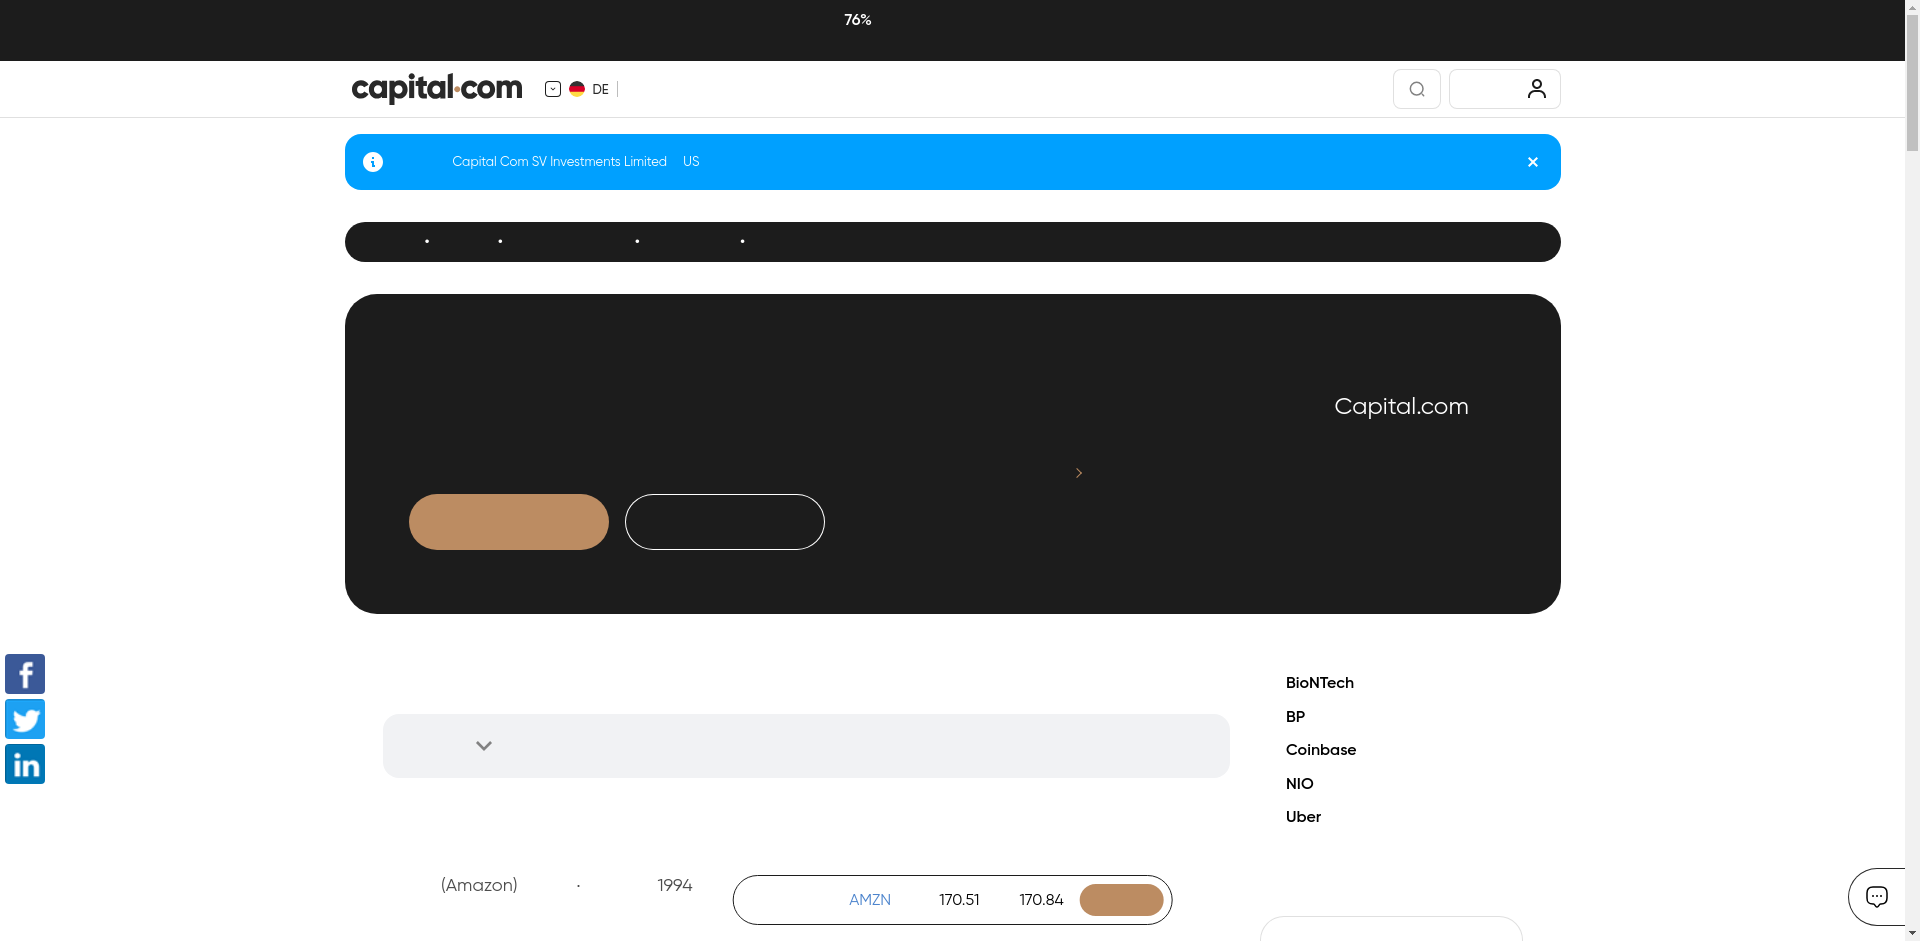 76%
capital.com
DE
Capital Com SV Investments Limited US
Capital.com
BioNTech
BP
Coinbase
NIO
Uber
(Amazon) · 1994
AMZN 170.51 170.84